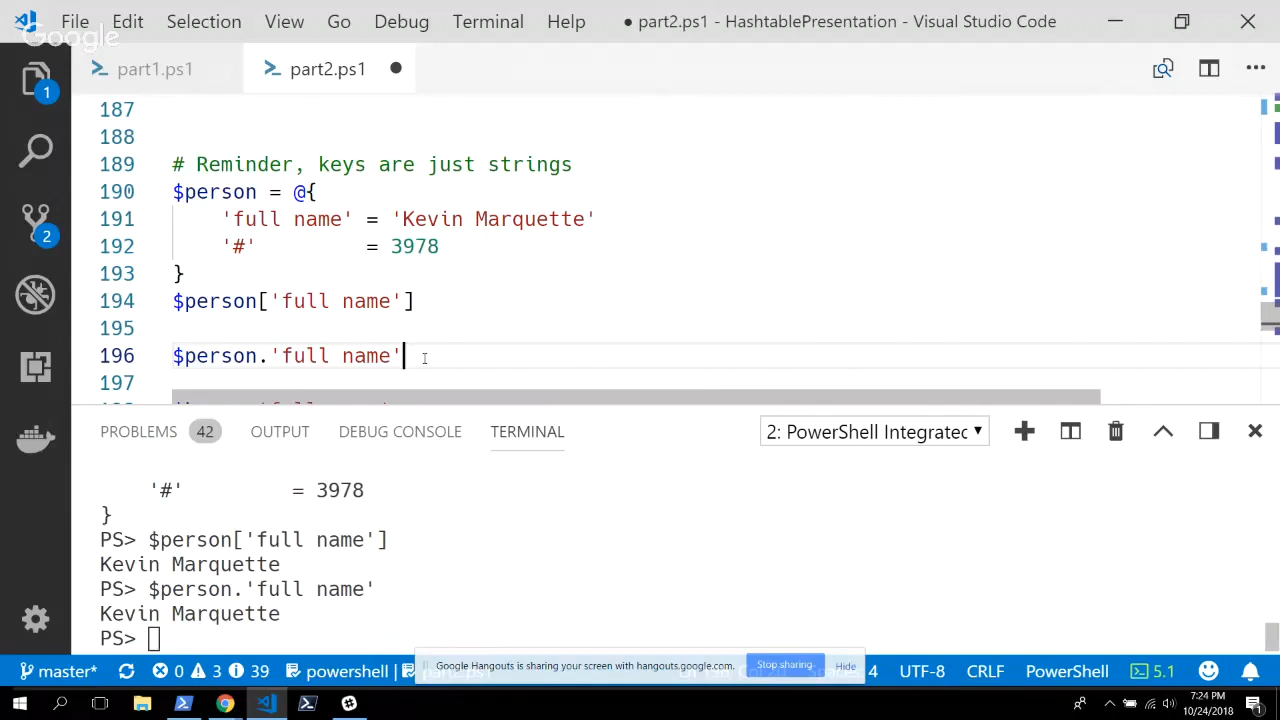 File Edit Selection View Go Debug Terminal Help ● part2.ps1 - HashtablePresentation - Visual Studio Code
Google
part1.ps1 part2.ps1 ●
1
2
187
188
189 # Reminder, keys are just strings
190 $person = @{
191 'full name' = 'Kevin Marquette'
192 '#' = 3978
193 }
194 $person['full name']
195
196 $person.'full name'
197
PROBLEMS 42 OUTPUT DEBUG CONSOLE TERMINAL 2: PowerShell Integratec
'#' = 3978
}
PS> $person['full name']
Kevin Marquette
PS> $person.'full name'
Kevin Marquette
PS>
master* 0 3 39 powershell 4 UTF-8 CRLF PowerShell 5.1
Google Hangouts is sharing your screen with hangouts.google.com. Stop sharing Hide
7:24 PM
10/24/2018
1